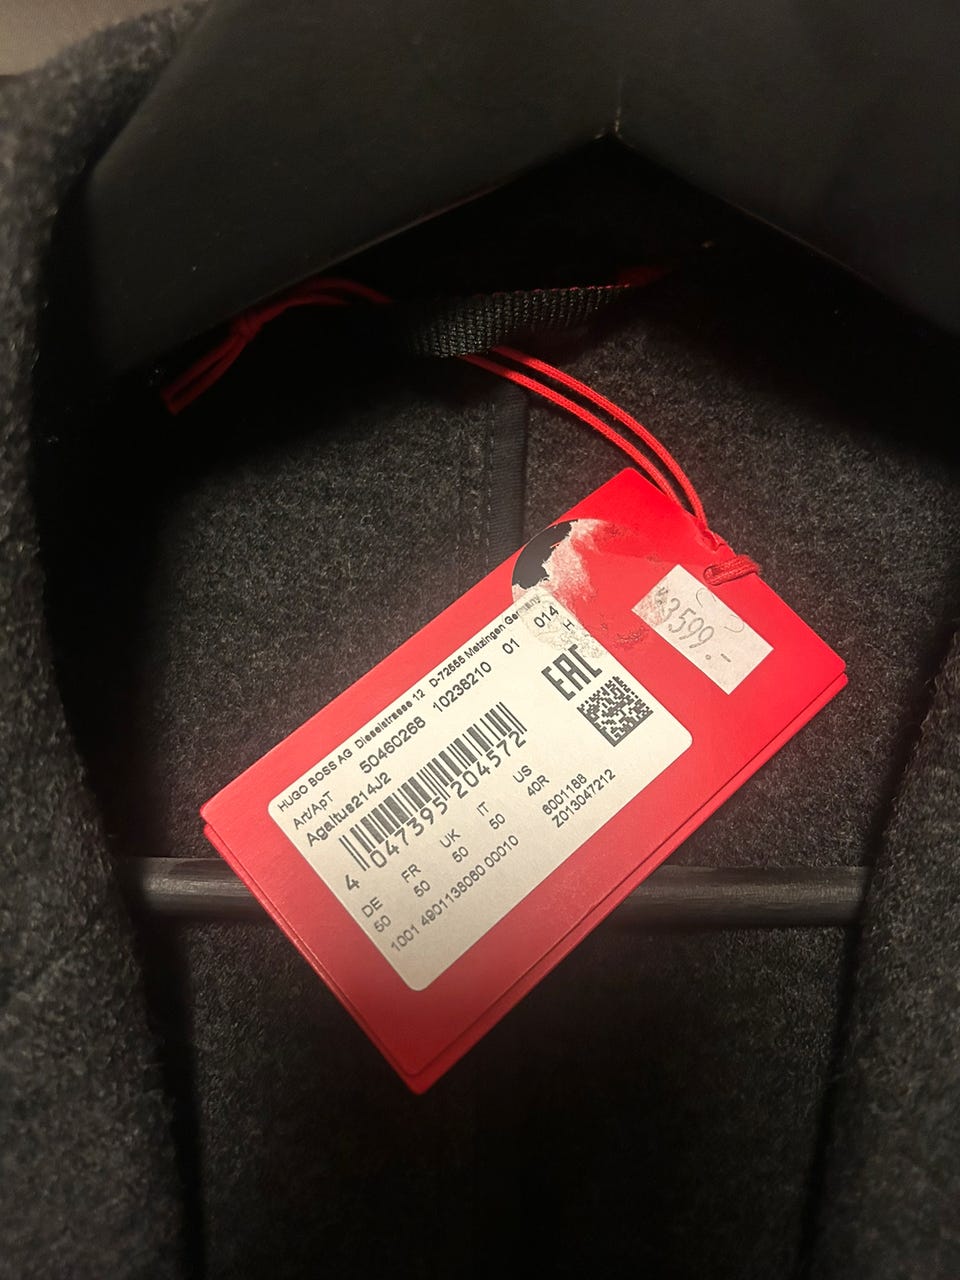 3599.-
HUGO BOSS AG Dieselstrasse 12 D-72555 Metzingen Germany
Art/ApT 50460268 10238210 01 014
Agaltus214J2
EAC
4 047395 204572
DE FR UK IT US
50 50 50 50 40R
1001 4901138060 00010
6001188
Z013047212